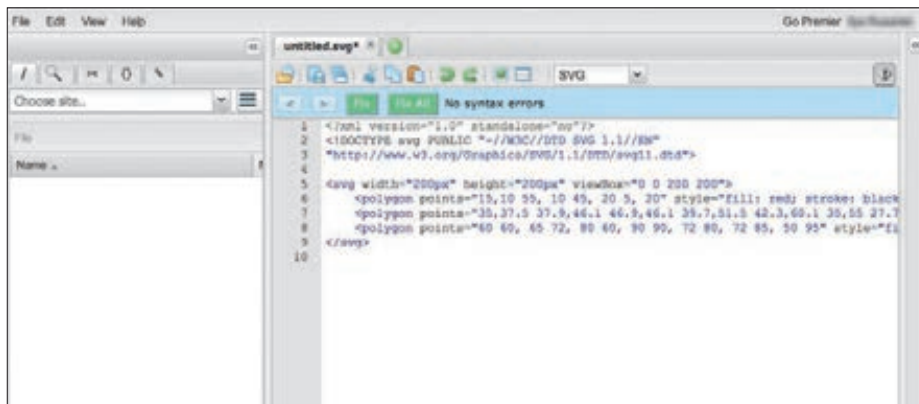 File Edit View Help
Go Premier
untitled.svg*
SVG
Choose site...
Fix Fix All No syntax errors
File
Name
1 <?xml version="1.0" standalone="no"?>
2 <!DOCTYPE svg PUBLIC "-//W3C//DTD SVG 1.1//EN"
3 "http://www.w3.org/Graphics/SVG/1.1/DTD/svg11.dtd">
4
5 <svg width="200px" height="200px" viewBox="0 0 200 200">
6 <polygon points="15,10 55, 10 45, 20 5, 20" style="fill: red; stroke: black
7 <polygon points="35,37.5 37.9,46.1 46.9,46.1 39.7,51.5 42.3,60.1 35,55 27.7
8 <polygon points="60 60, 65 72, 80 60, 90 90, 72 80, 72 85, 50 95" style="fi
9 </svg>
10